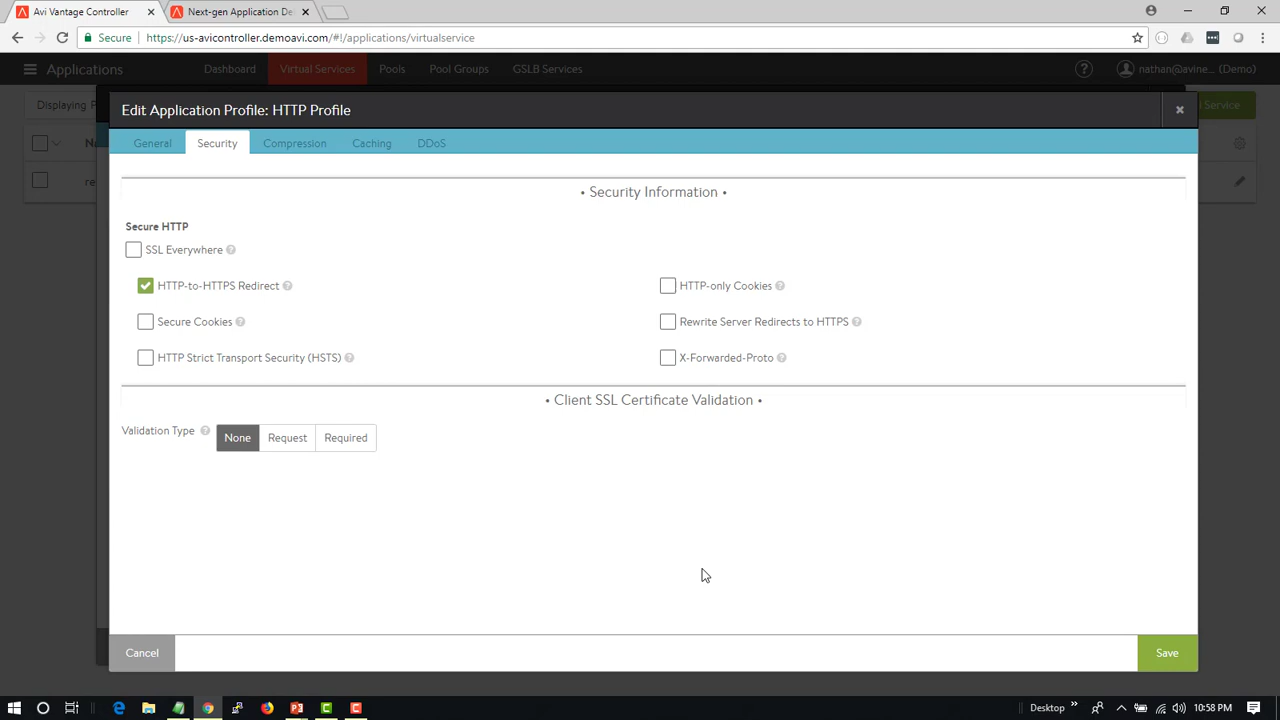 Avi Vantage Controller
Next-gen Application De
Secure https://us-avicontroller.demoavi.com/#!/applications/virtualservice
Applications Dashboard Virtual Services Pools Pool Groups GSLB Services ? nathan@avine... (Demo)
Displaying Service
Edit Application Profile: HTTP Profile
General Security Compression Caching DDoS
re
• Security Information •
Secure HTTP
SSL Everywhere ?
HTTP-to-HTTPS Redirect ? HTTP-only Cookies ?
Secure Cookies ? Rewrite Server Redirects to HTTPS ?
HTTP Strict Transport Security (HSTS) ? X-Forwarded-Proto ?
• Client SSL Certificate Validation •
Validation Type ? None Request Required
Cancel Save
Desktop 10:58 PM